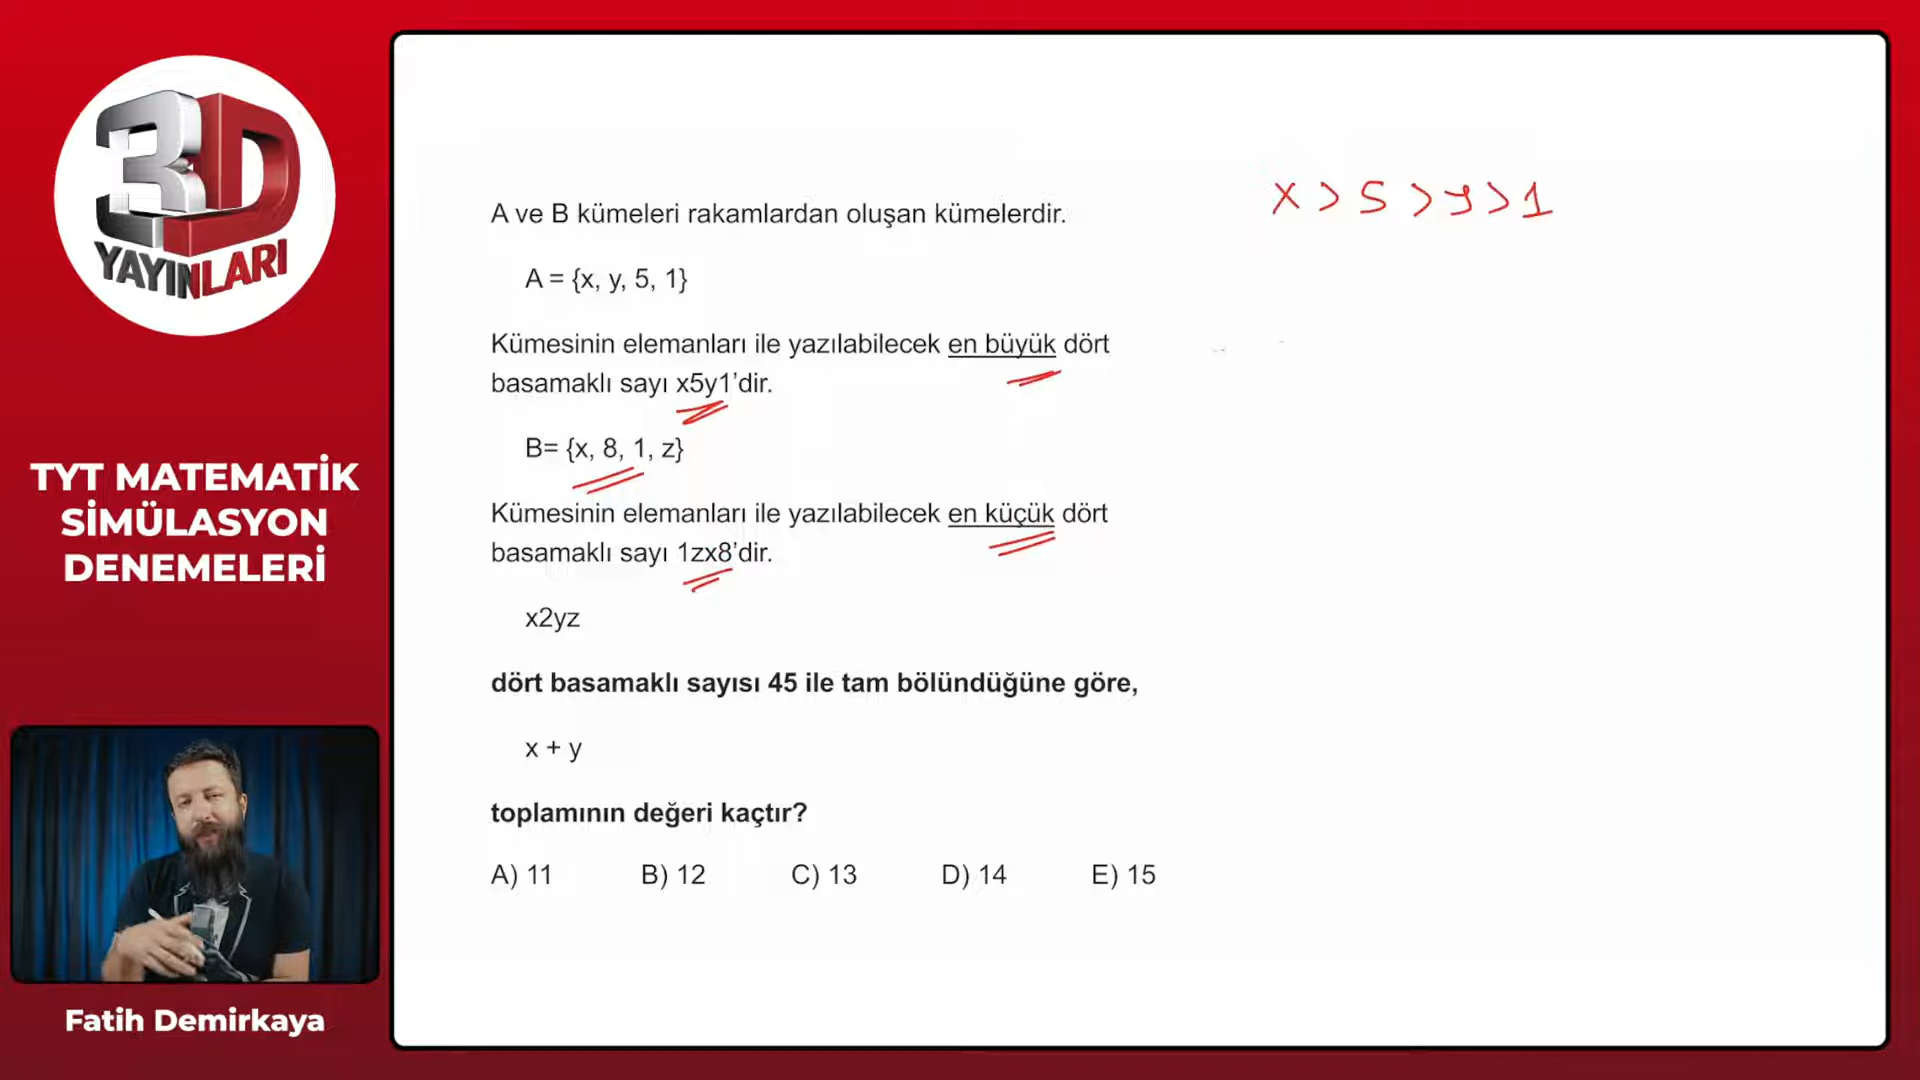 3D
YAYINLARI
TYT MATEMATİK
SİMÜLASYON
DENEMELERİ
Fatih Demirkaya
A ve B kümeleri rakamlardan oluşan kümelerdir.
x > 5 > y > 1
A = {x, y, 5, 1}
Kümesinin elemanları ile yazılabilecek en büyük dört
basamaklı sayı x5y1’dir.
B= {x, 8, 1, z}
Kümesinin elemanları ile yazılabilecek en küçük dört
basamaklı sayı 1zx8’dir.
x2yz
dört basamaklı sayısı 45 ile tam bölündüğüne göre,
x + y
toplamının değeri kaçtır?
A) 11 B) 12 C) 13 D) 14 E) 15